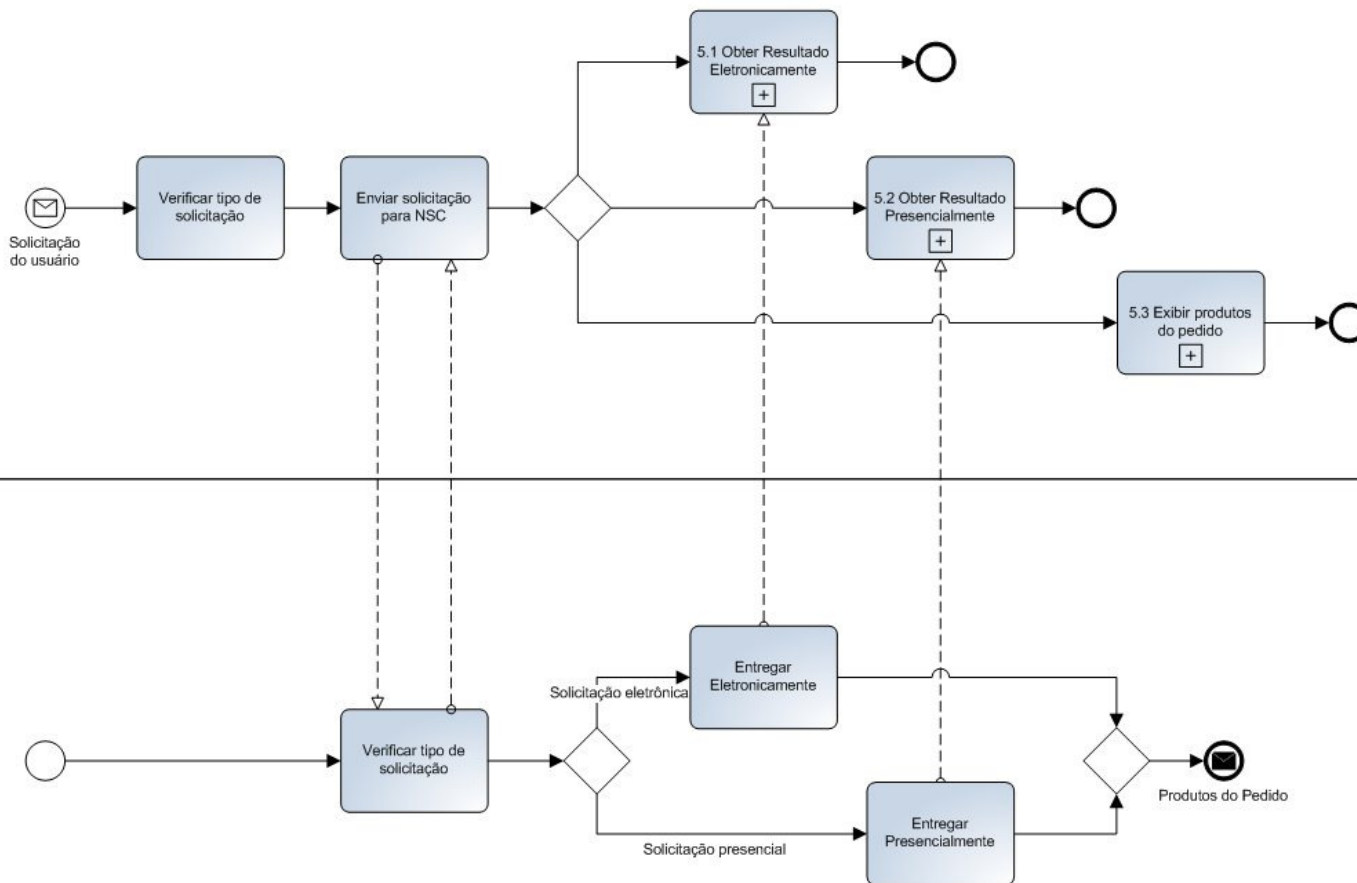 5.1 Obter Resultado
Eletronicamente
Verificar tipo de
solicitação
Enviar solicitação
para NSC
5.2 Obter Resultado
Presencialmente
Solicitação
do usuário
5.3 Exibir produtos
do pedido
Entregar
Eletronicamente
Solicitação eletrônica
Verificar tipo de
solicitação
Produtos do Pedido
Entregar
Presencialmente
Solicitação presencial